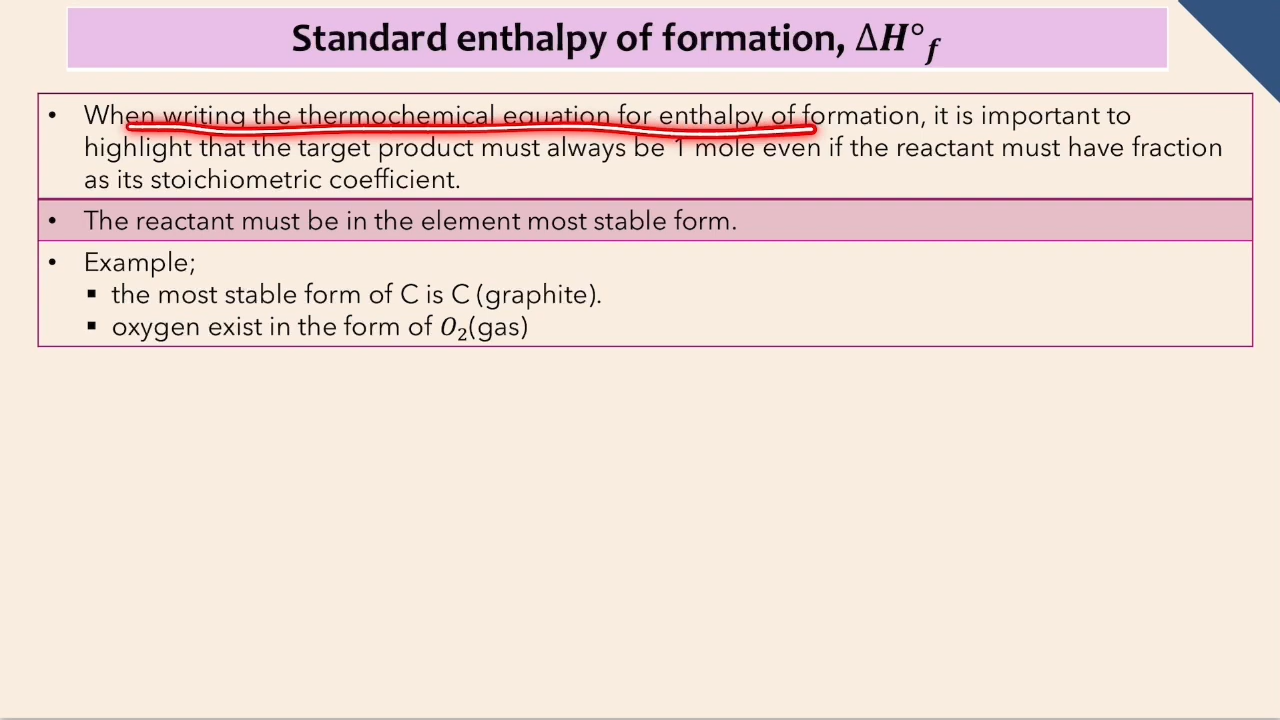 Standard enthalpy of formation, ΔH°f
• When writing the thermochemical equation for enthalpy of formation, it is important to
highlight that the target product must always be 1 mole even if the reactant must have fraction
as its stoichiometric coefficient.
• The reactant must be in the element most stable form.
• Example;
▪ the most stable form of C is C (graphite).
▪ oxygen exist in the form of O₂(gas)